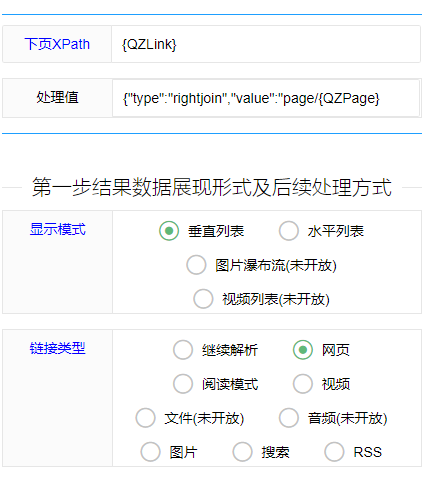 下页XPath {QZLink}
处理值 {"type":"rightjoin","value":"page/{QZPage}
第一步结果数据展现形式及后续处理方式
显示模式 垂直列表 水平列表
图片瀑布流(未开放)
视频列表(未开放)
链接类型 继续解析 网页
阅读模式 视频
文件(未开放) 音频(未开放)
图片 搜索 RSS